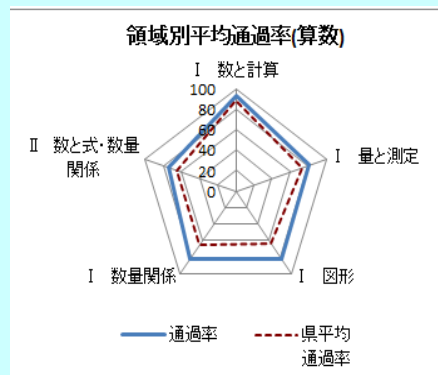 領域別平均通過率(算数)
Ⅰ 数と計算
100
80
60
40
20
0
Ⅰ 量と測定
Ⅰ 図形
Ⅰ 数量関係
Ⅱ 数と式・数量
関係
通過率
県平均
通過率